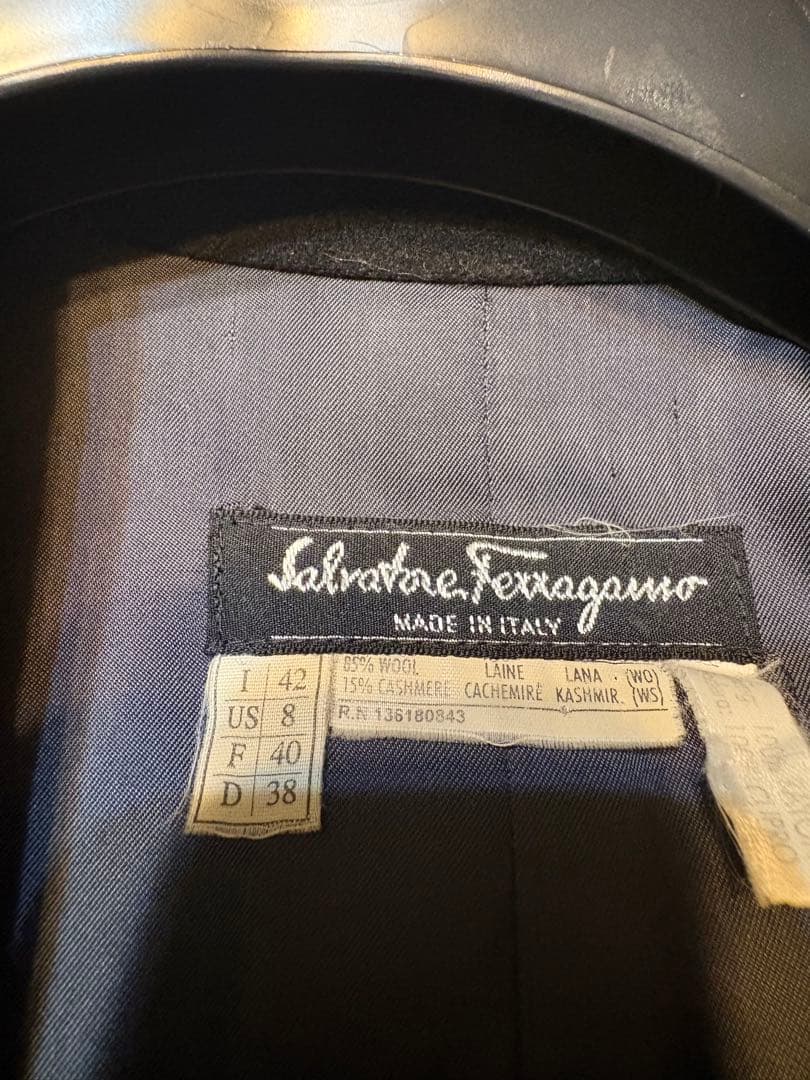 Salvatore Ferragamo
MADE IN ITALY
I 42
US 8
F 40
D 38
85% WOOL LAINE LANA . (WO)
15% CASHMERE CACHEMIRE KASHMIR (WS)
R.N 136180843